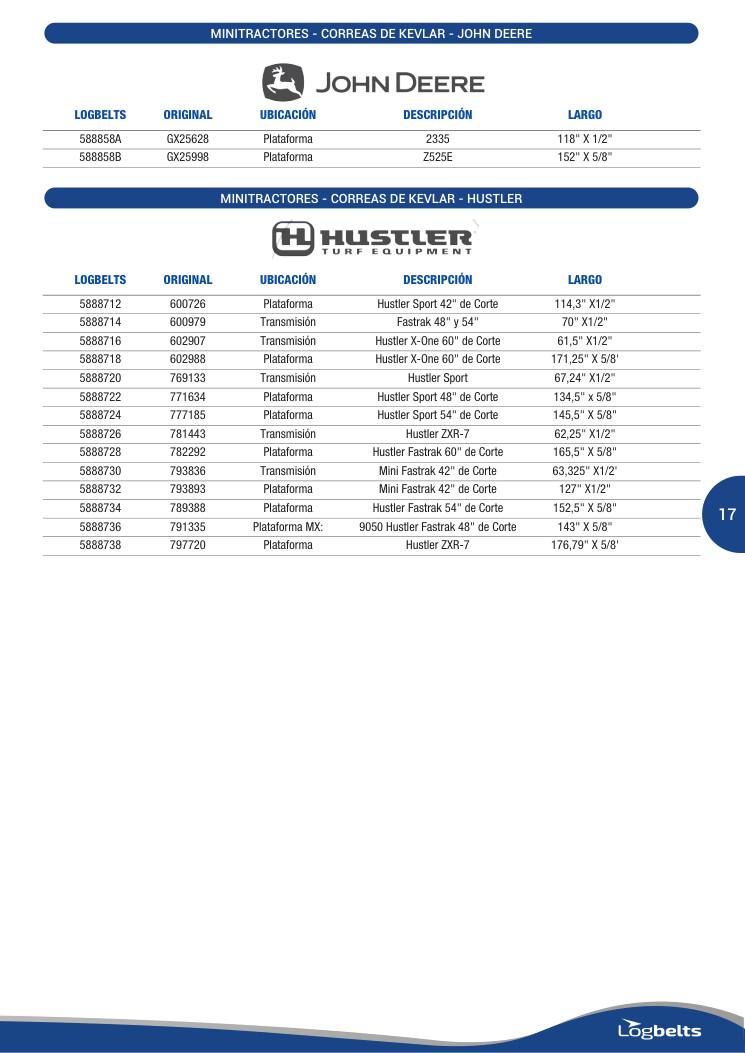 MINITRACTORES - CORREAS DE KEVLAR - JOHN DEERE
JOHN DEERE
LOGBELTS ORIGINAL UBICACIÓN DESCRIPCIÓN LARGO
588858A GX25628 Plataforma 2335 118" X 1/2"
588858B GX25998 Plataforma Z525E 152" X 5/8"
MINITRACTORES - CORREAS DE KEVLAR - HUSTLER
H HUSTLER
TURF EQUIPMENT
LOGBELTS ORIGINAL UBICACIÓN DESCRIPCIÓN LARGO
5888712 600726 Plataforma Hustler Sport 42" de Corte 114,3" X1/2"
5888714 600979 Transmisión Fastrak 48" y 54" 70" X1/2"
5888716 602907 Transmisión Hustler X-One 60" de Corte 61,5" X1/2"
5888718 602988 Plataforma Hustler X-One 60" de Corte 171,25" X 5/8'
5888720 769133 Transmisión Hustler Sport 67,24" X1/2"
5888722 771634 Plataforma Hustler Sport 48" de Corte 134,5" x 5/8"
5888724 777185 Plataforma Hustler Sport 54" de Corte 145,5" X 5/8"
5888726 781443 Transmisión Hustler ZXR-7 62,25" X1/2"
5888728 782292 Plataforma Hustler Fastrak 60" de Corte 165,5" X 5/8"
5888730 793836 Transmisión Mini Fastrak 42" de Corte 63,325" X1/2'
5888732 793893 Plataforma Mini Fastrak 42" de Corte 127" X1/2"
5888734 789388 Plataforma Hustler Fastrak 54" de Corte 152,5" X 5/8"
5888736 791335 Plataforma MX: 9050 Hustler Fastrak 48" de Corte 143" X 5/8"
5888738 797720 Plataforma Hustler ZXR-7 176,79" X 5/8'
17
Logbelts